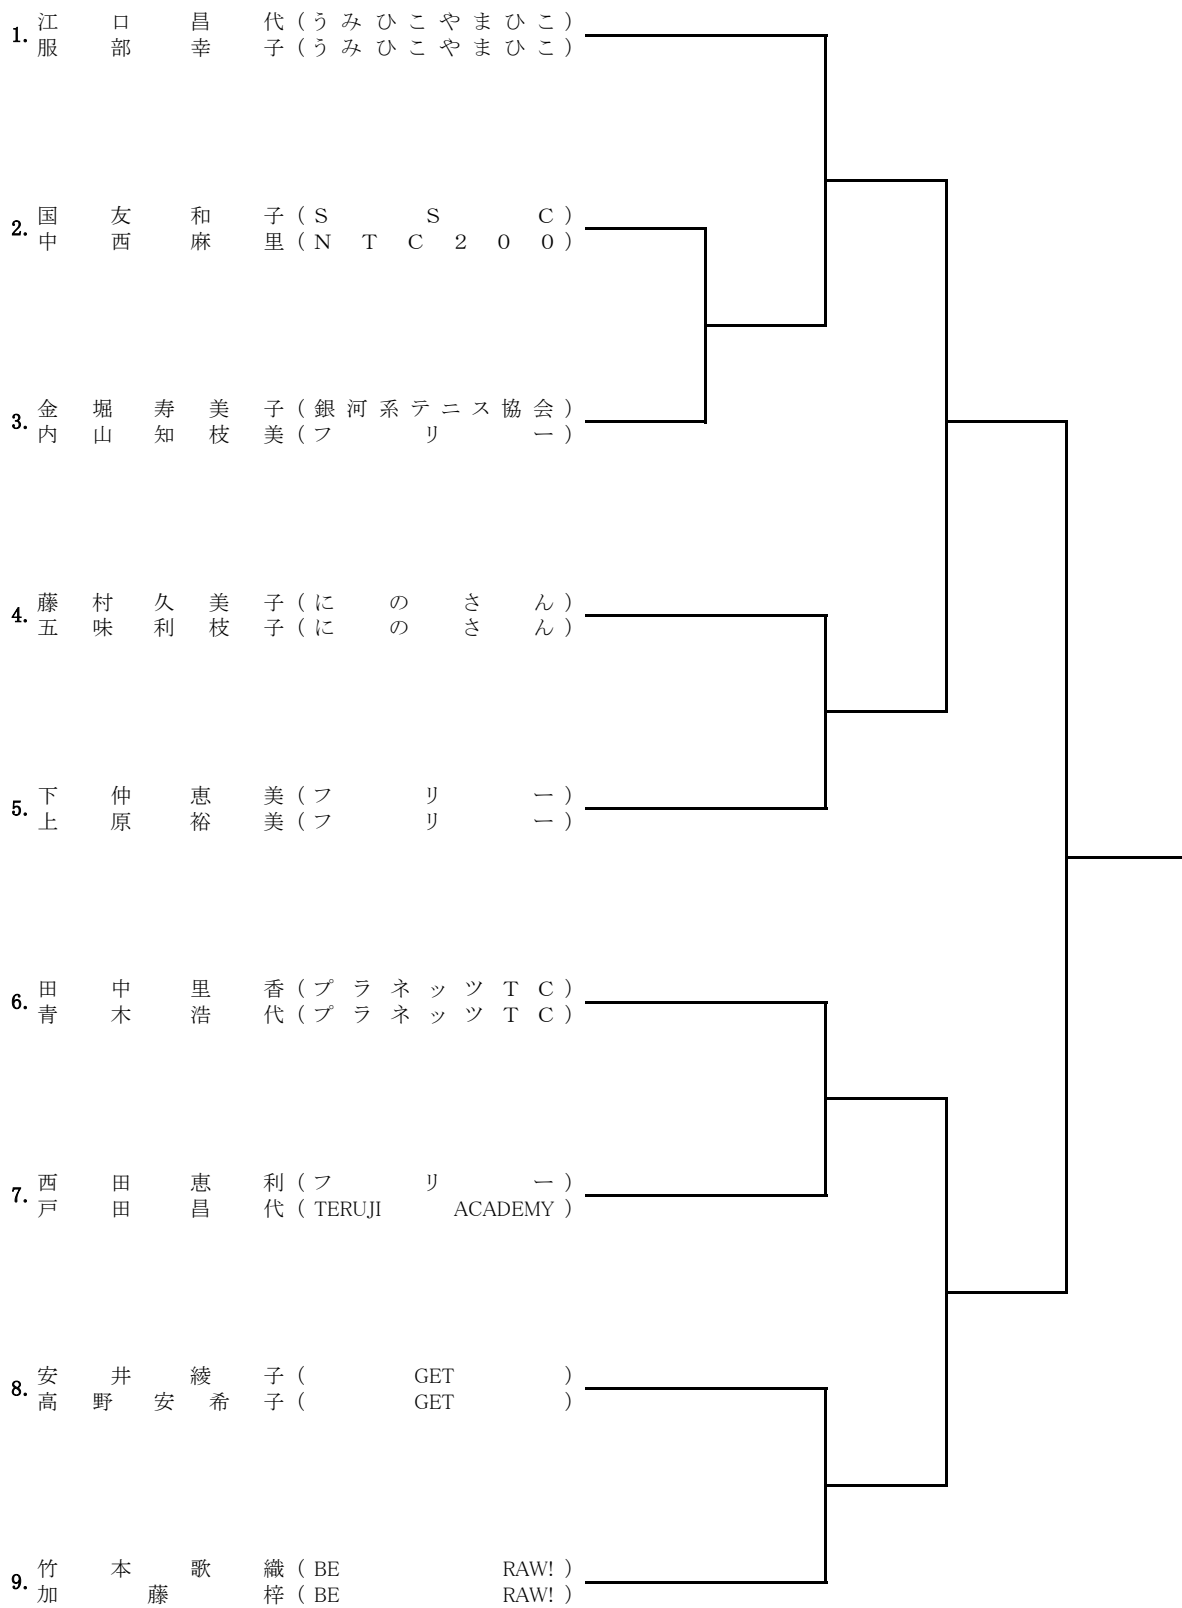 1. 江口昌代(うみひこやまひこ)
服部幸子(うみひこやまひこ)
2. 国友和子(SSC)
中西麻里(NTC200)
3. 金堀寿美子(銀河系テニス協会)
内山知枝美(フリー)
4. 藤村久美子(にのさん)
五味利枝子(にのさん)
5. 下仲恵美(フリー)
上原裕美(フリー)
6. 田中里香(プラネッツTC)
青木浩代(プラネッツTC)
7. 西田恵利(フリー)
戸田昌代(TERUJI ACADEMY)
8. 安井綾子(GET)
高野安希子(GET)
9. 竹本歌織(BE RAW!)
加藤梓(BE RAW!)